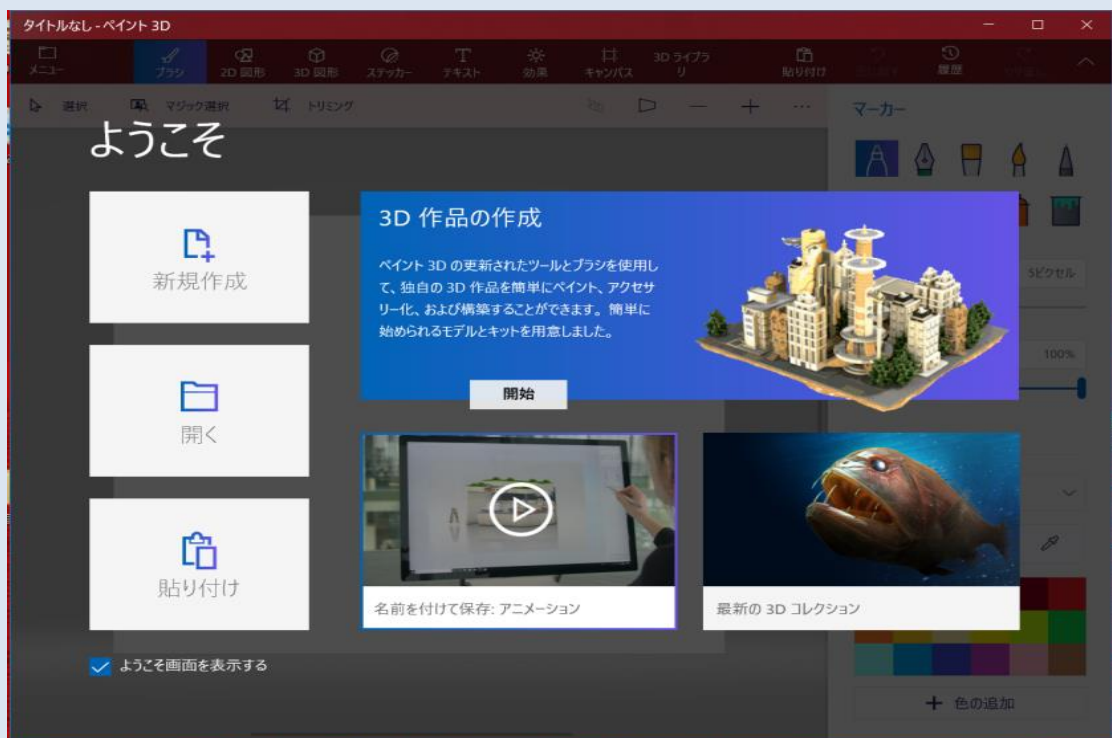 タイトルなし - ペイント 3D
メニュー
ブラシ
2D 図形
3D 図形
ステッカー
テキスト
効果
キャンバス
3D ライブラリ
貼り付け
履歴
選択
マジック選択
トリミング
マーカー
ようこそ
新規作成
開く
貼り付け
3D 作品の作成
ペイント 3D の更新されたツールとブラシを使用し
て、独自の 3D 作品を簡単にペイント、アクセサ
リー化、および構築することができます。簡単に
始められるモデルとキットを用意しました。
開始
5ピクセル
100%
名前を付けて保存: アニメーション
最新の 3D コレクション
ようこそ画面を表示する
色の追加